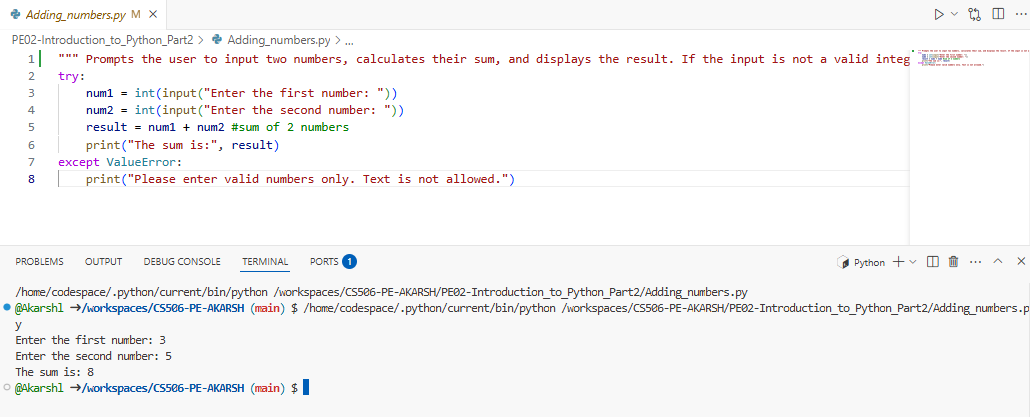 Adding_numbers.py M
PE02-Introduction_to_Python_Part2 > Adding_numbers.py > ...
1 """ Prompts the user to input two numbers, calculates their sum, and displays the result. If the input is not a valid integ
2 try:
3 num1 = int(input("Enter the first number: "))
4 num2 = int(input("Enter the second number: "))
5 result = num1 + num2 #sum of 2 numbers
6 print("The sum is:", result)
7 except ValueError:
8 print("Please enter valid numbers only. Text is not allowed.")
PROBLEMS OUTPUT DEBUG CONSOLE TERMINAL PORTS 1 Python
/home/codespace/.python/current/bin/python /workspaces/CS506-PE-AKARSH/PE02-Introduction_to_Python_Part2/Adding_numbers.py
@Akarshl ➜/workspaces/CS506-PE-AKARSH (main) $ /home/codespace/.python/current/bin/python /workspaces/CS506-PE-AKARSH/PE02-Introduction_to_Python_Part2/Adding_numbers.p
y
Enter the first number: 3
Enter the second number: 5
The sum is: 8
@Akarshl ➜/workspaces/CS506-PE-AKARSH (main) $